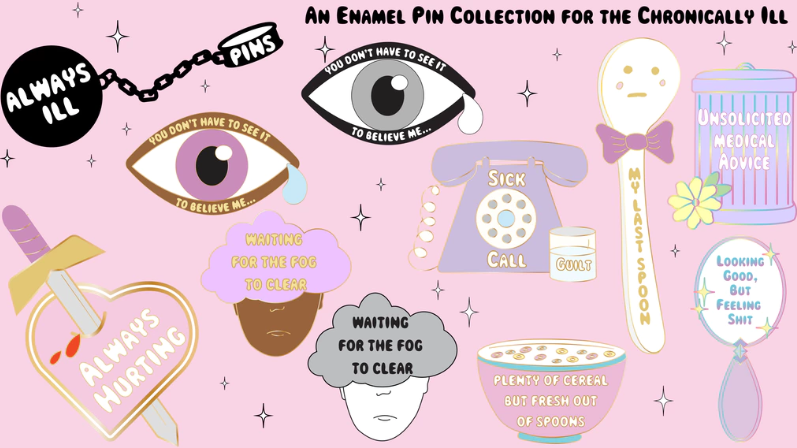 An Enamel Pin Collection for the Chronically Ill
ALWAYS
ILL
PINS
YOU DON'T HAVE TO SEE IT
TO BELIEVE ME...
YOU DON'T HAVE TO SEE IT
TO BELIEVE ME...
SICK
CALL
GUILT
MY LAST SPOON
UNSOLICITED
MEDICAL
ADVICE
WAITING
FOR THE FOG
TO CLEAR
WAITING
FOR THE FOG
TO CLEAR
ALWAYS
HURTING
PLENTY OF CEREAL
BUT FRESH OUT
OF SPOONS
LOOKING
GOOD,
BUT
FEELING
SHIT